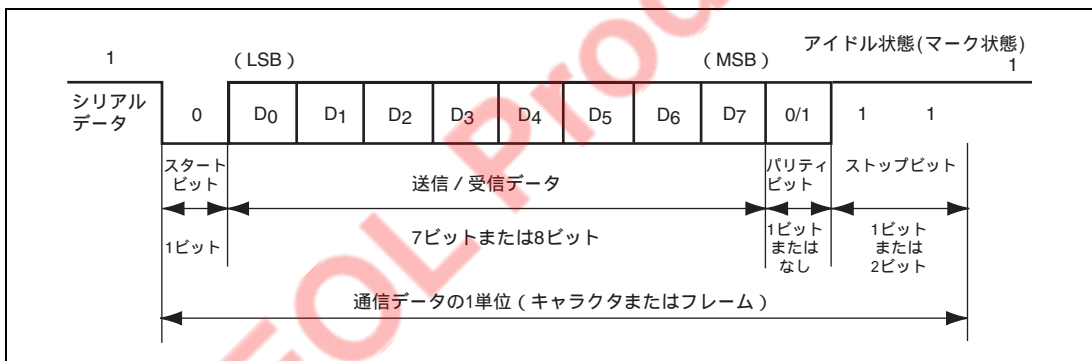 アイドル状態(マーク状態)
1 （LSB） （MSB） 1
シリアル
データ
0 D0 D1 D2 D3 D4 D5 D6 D7 0/1 1 1
スタート
ビット
送信 / 受信データ
パリティ
ビット
ストップビット
1ビット
7ビットまたは8ビット
1ビット
または
なし
1ビット
または
2ビット
通信データの1単位（キャラクタまたはフレーム）
EOL Prod